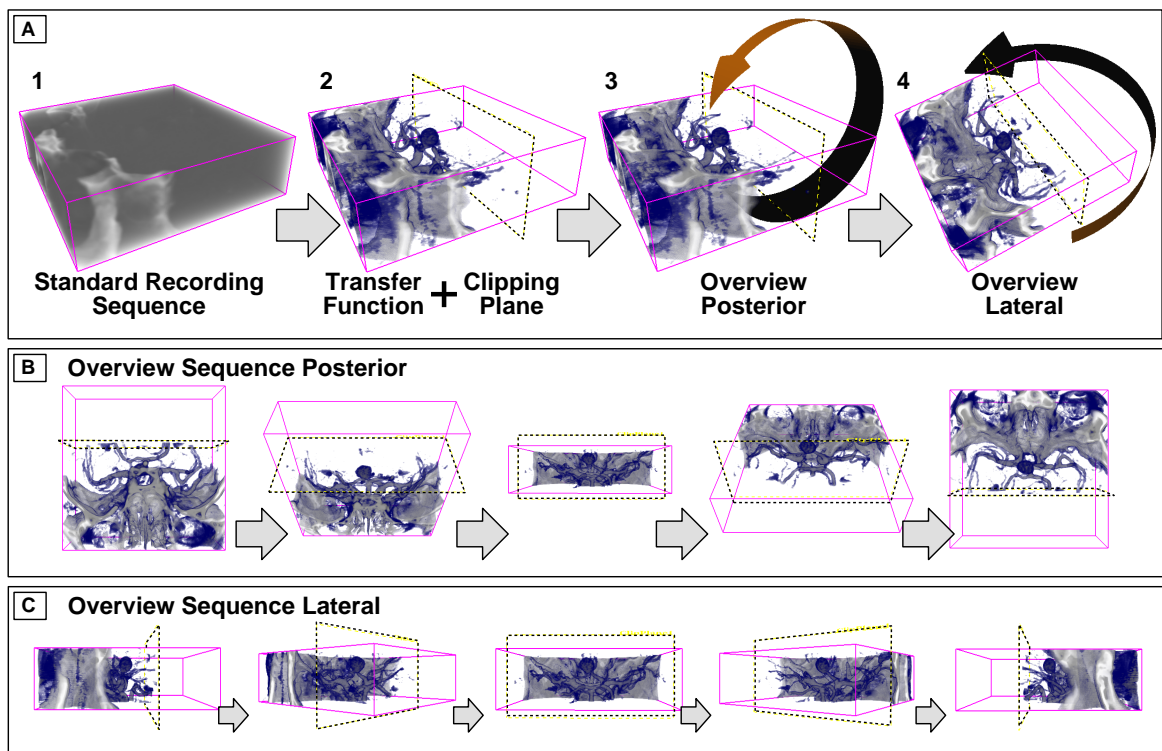 A
1
2
3
4
Standard Recording
Sequence
Transfer
Function
+
Clipping
Plane
Overview
Posterior
Overview
Lateral
B
Overview Sequence Posterior
C
Overview Sequence Lateral